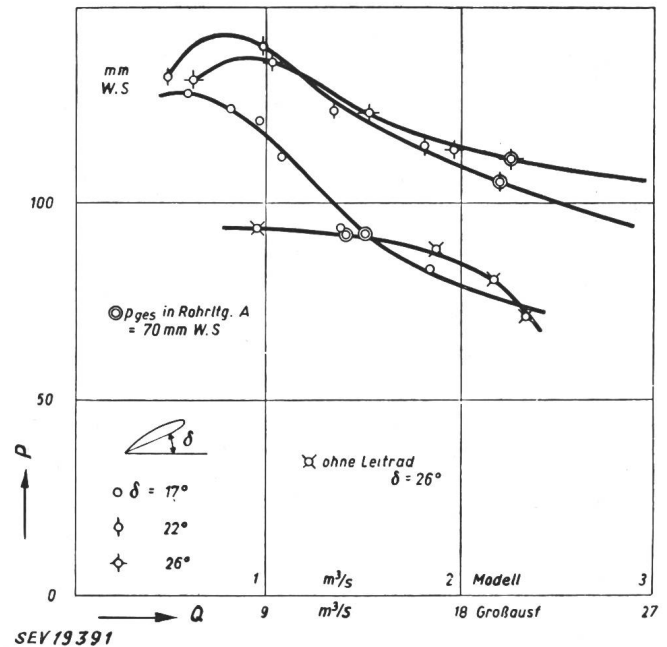 mm
W.S
100
pges in Rohrltg. A
= 70 mm W.S
50
δ
ohne Leitrad
δ = 26°
δ = 17°
22°
26°
P
1 m³/s 2 Modell 3
0
Q 9 m³/s 18 Großausf 27
SEV 19391